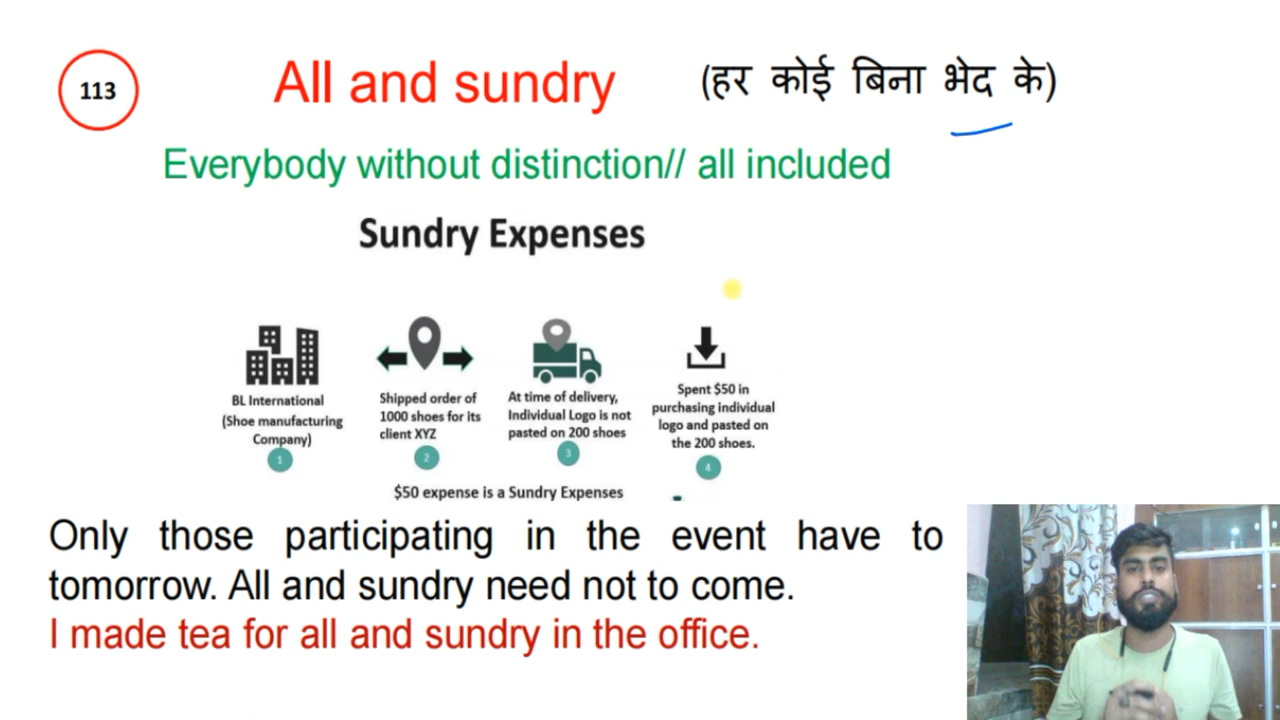 113
All and sundry (हर कोई बिना भेद के)
Everybody without distinction// all included
Sundry Expenses
BL International
(Shoe manufacturing
Company)
1
Shipped order of
1000 shoes for its
client XYZ
2
At time of delivery,
Individual Logo is not
pasted on 200 shoes
3
Spent $50 in
purchasing individual
logo and pasted on
the 200 shoes.
4
$50 expense is a Sundry Expenses
Only those participating in the event have to
tomorrow. All and sundry need not to come.
I made tea for all and sundry in the office.